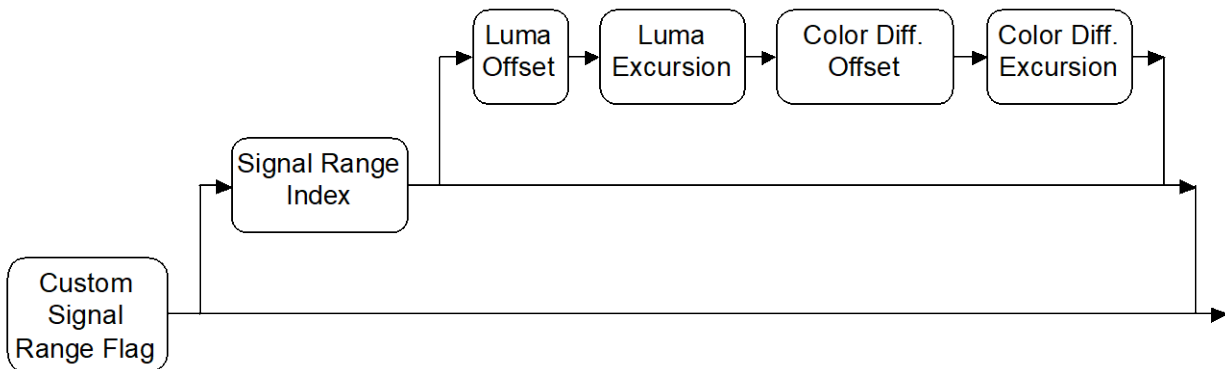 Luma
Offset
Luma
Excursion
Color Diff.
Offset
Color Diff.
Excursion
Signal Range
Index
Custom
Signal
Range Flag